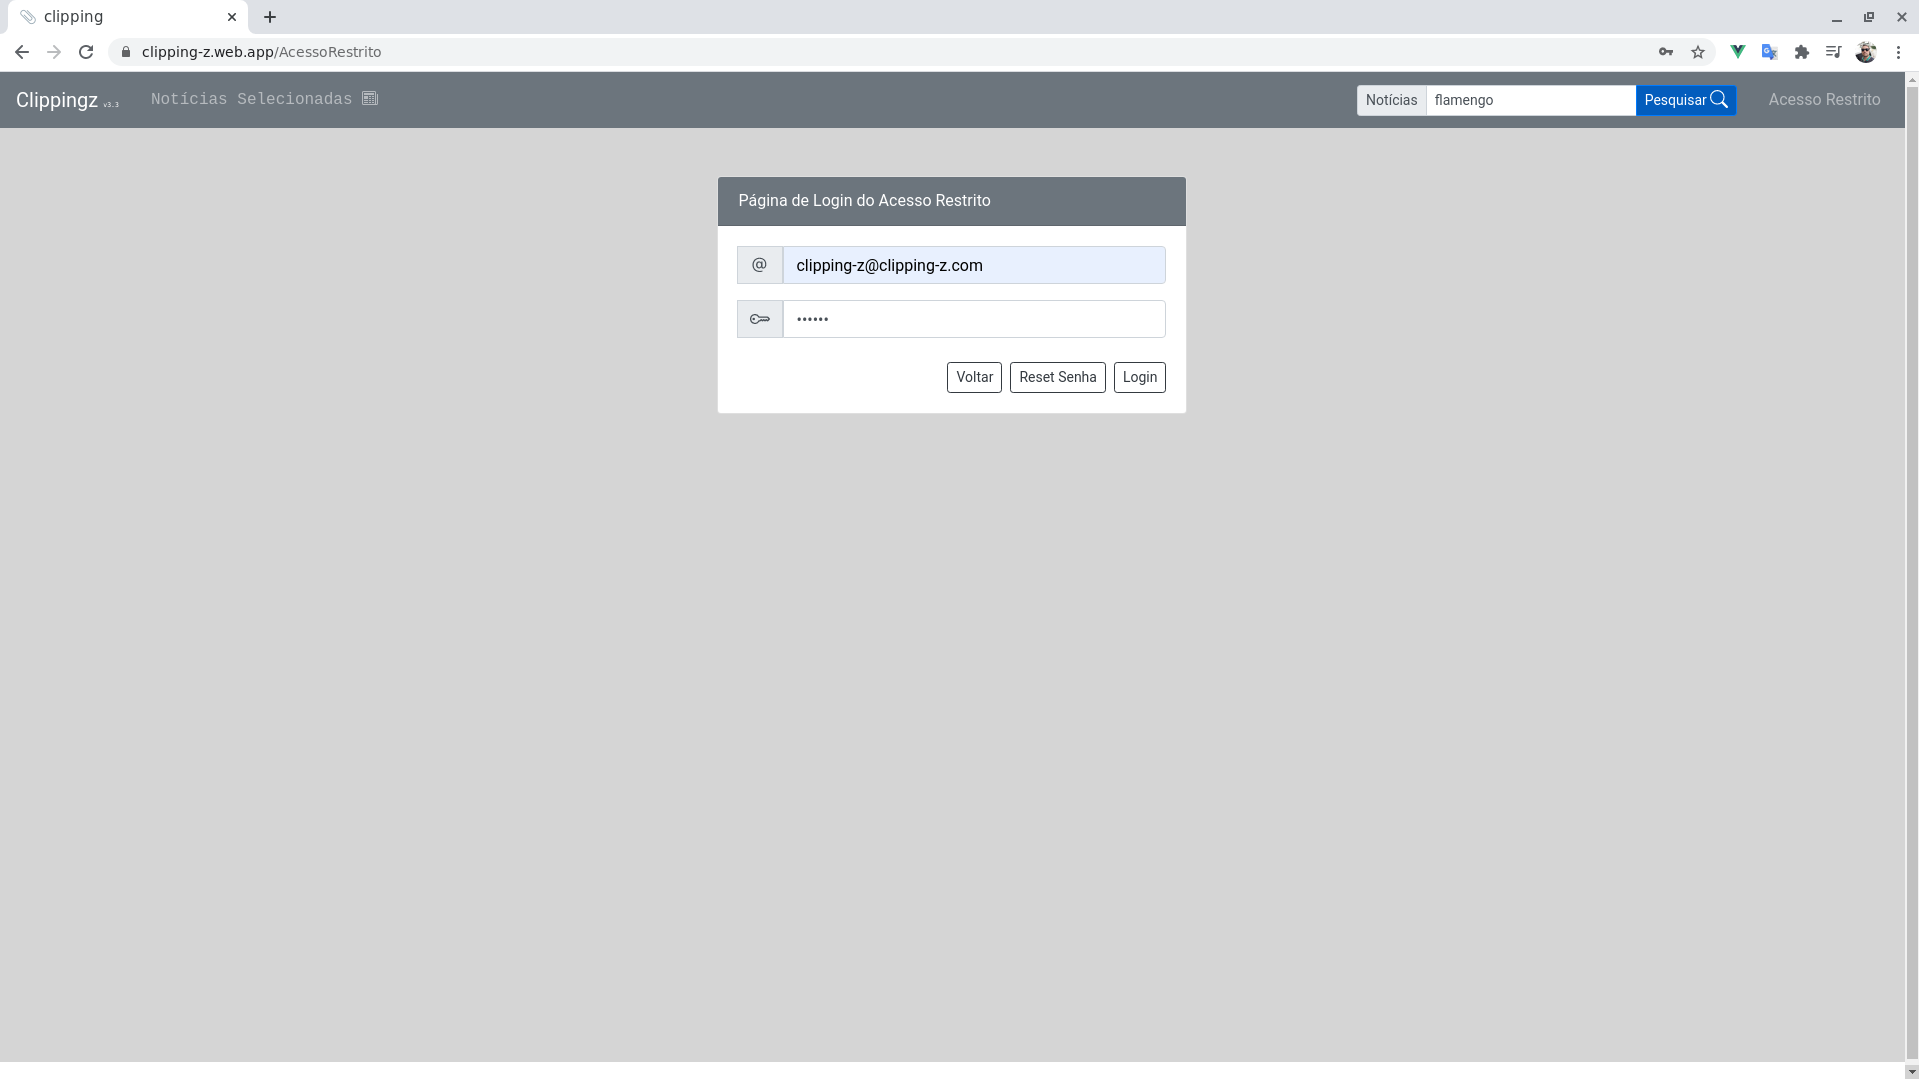 clipping
clipping-z.web.app/AcessoRestrito
Clippingz v3.3 Notícias Selecionadas Notícias flamengo Pesquisar Acesso Restrito
Página de Login do Acesso Restrito
@ clipping-z@clipping-z.com
••••••
Voltar Reset Senha Login